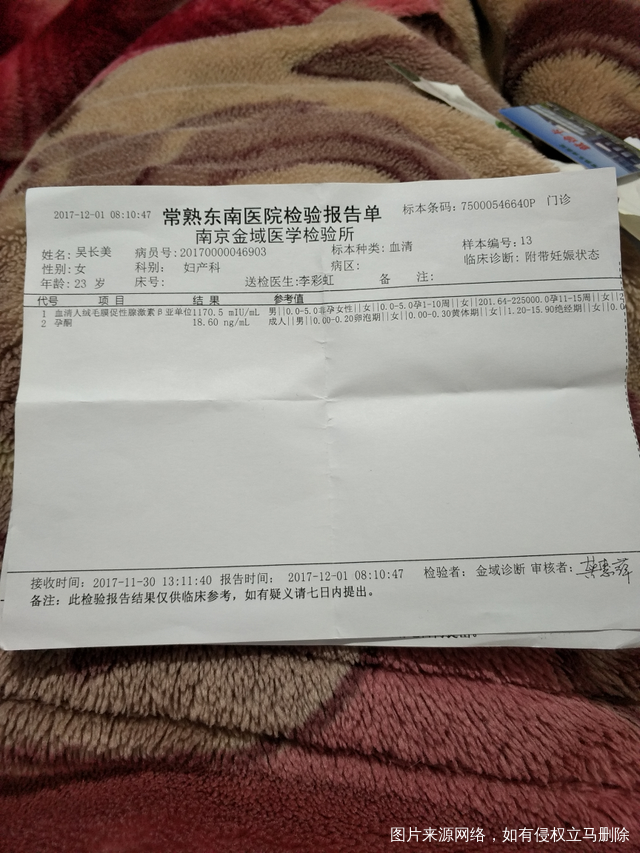 2017-12-01 08:10:47 常熟东南医院检验报告单 标本条码: 75000546640P 门诊
南京金域医学检验所
姓名: 吴长美 病员号: 20170000046903 标本种类: 血清 样本编号: 13
性别: 女 科别: 妇产科 病区: 临床诊断: 附带妊娠状态
年龄: 23 岁 床号: 送检医生: 李彩虹 备 注:
代号 项 目 结 果 参考值
1 血清人绒毛膜促性腺激素β亚单位 1170.5 mIU/mL 男||0.0-5.0非孕女性||女||0.0-5.0孕1-10周||女||201.64-225000.0孕11-15周||女||2
2 孕酮 18.60 ng/mL 成人||男||0.00-0.20卵泡期||女||0.00-0.30黄体期||女||1.20-15.90绝经期||女||0.0
接收时间: 2017-11-30 13:11:40 报告时间: 2017-12-01 08:10:47 检验者: 金域诊断 审核者:
备注: 此检验报告结果仅供临床参考, 如有疑义请七日内提出。
图片来源网络，如有侵权立马删除